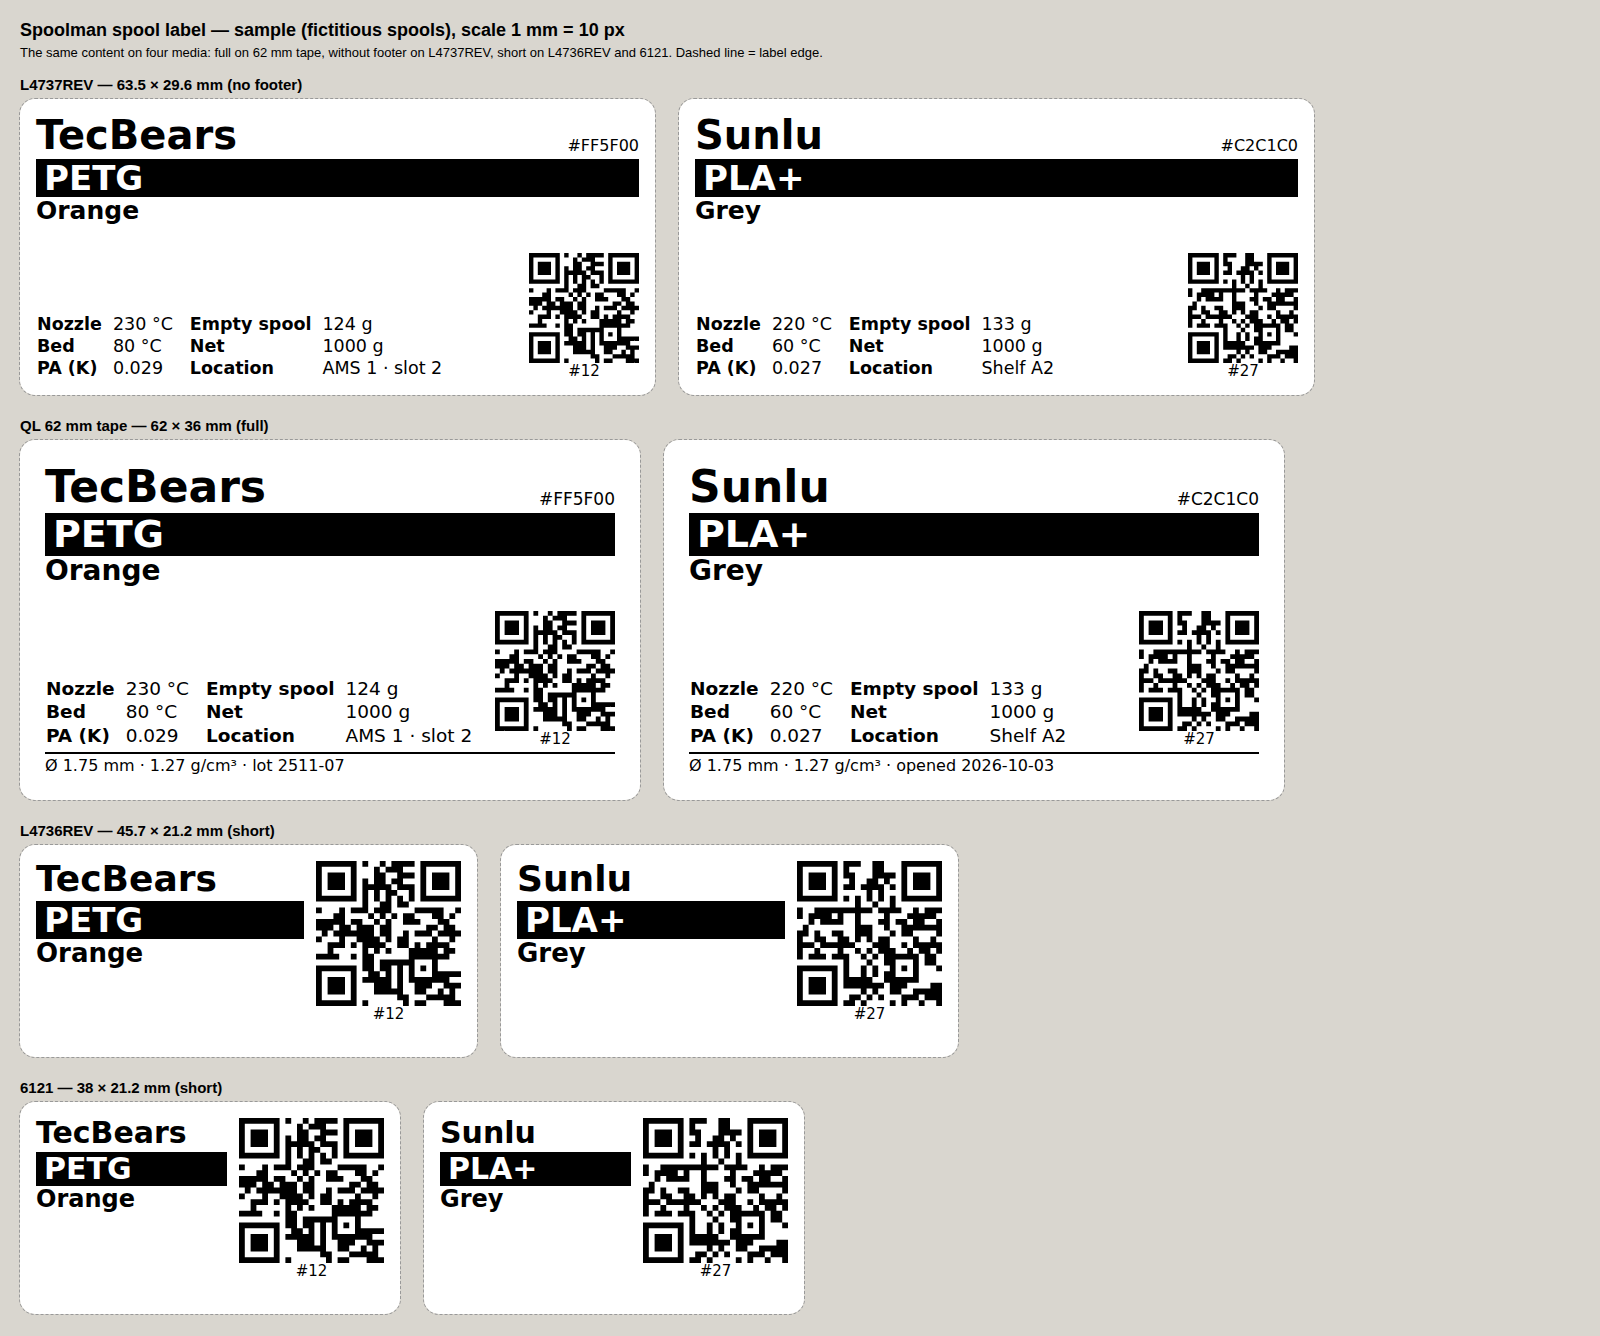 Spoolman spool label — sample (fictitious spools), scale 1 mm = 10 px
The same content on four media: full on 62 mm tape, without footer on L4737REV, short on L4736REV and 6121. Dashed line = label edge.
L4737REV — 63.5 × 29.6 mm (no footer)
TecBears #FF5F00
PETG
Orange
Nozzle 230 °C Empty spool 124 g
Bed 80 °C Net 1000 g
PA (K) 0.029 Location AMS 1 · slot 2
#12
Sunlu #C2C1C0
PLA+
Grey
Nozzle 220 °C Empty spool 133 g
Bed 60 °C Net 1000 g
PA (K) 0.027 Location Shelf A2
#27
QL 62 mm tape — 62 × 36 mm (full)
TecBears #FF5F00
PETG
Orange
Nozzle 230 °C Empty spool 124 g
Bed 80 °C Net 1000 g
PA (K) 0.029 Location AMS 1 · slot 2
#12
Ø 1.75 mm · 1.27 g/cm³ · lot 2511-07
Sunlu #C2C1C0
PLA+
Grey
Nozzle 220 °C Empty spool 133 g
Bed 60 °C Net 1000 g
PA (K) 0.027 Location Shelf A2
#27
Ø 1.75 mm · 1.27 g/cm³ · opened 2026-10-03
L4736REV — 45.7 × 21.2 mm (short)
TecBears
PETG
Orange
#12
Sunlu
PLA+
Grey
#27
6121 — 38 × 21.2 mm (short)
TecBears
PETG
Orange
#12
Sunlu
PLA+
Grey
#27